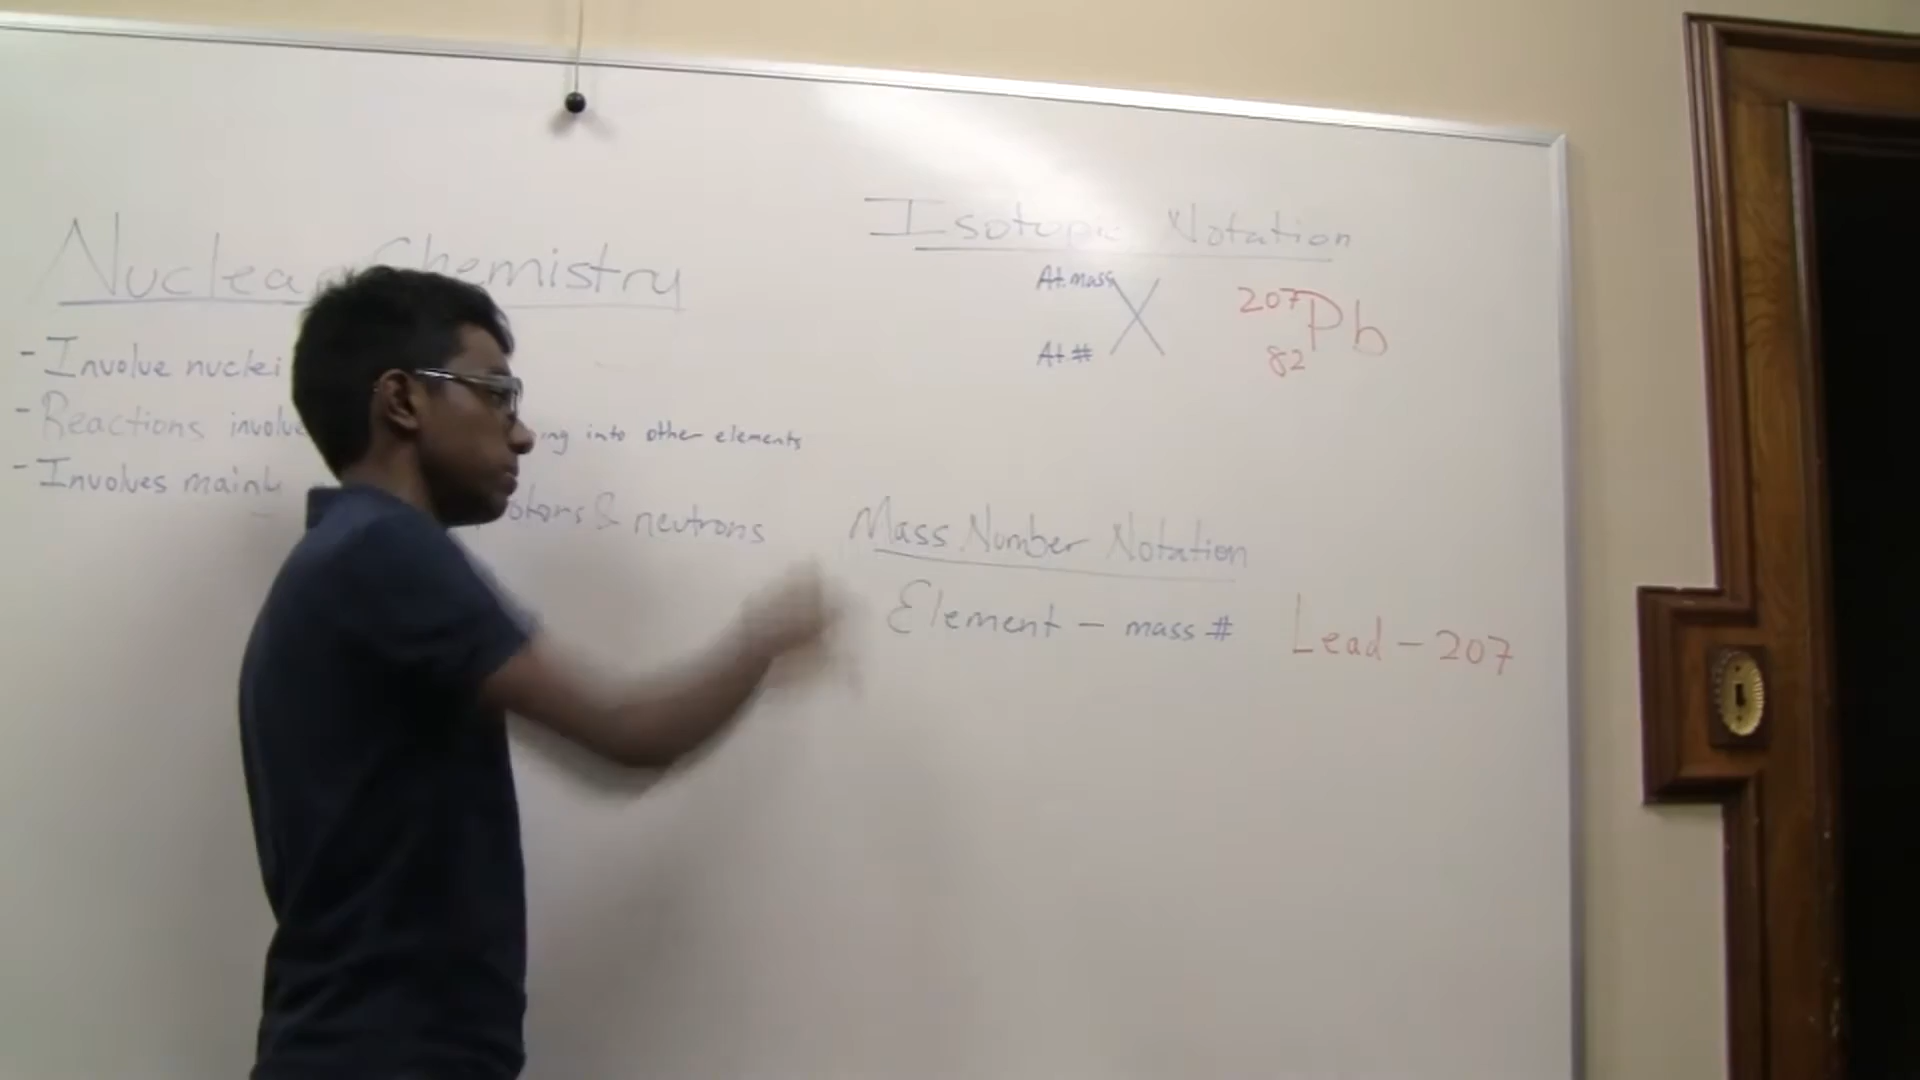 Nuclear Chemistry
- Involve nuclei
- Reactions involve into other elements
- Involves mainly & neutrons
Isotopic Notation
At. mass X
At. #
207 Pb
82
Mass Number Notation
Element - mass # Lead - 207